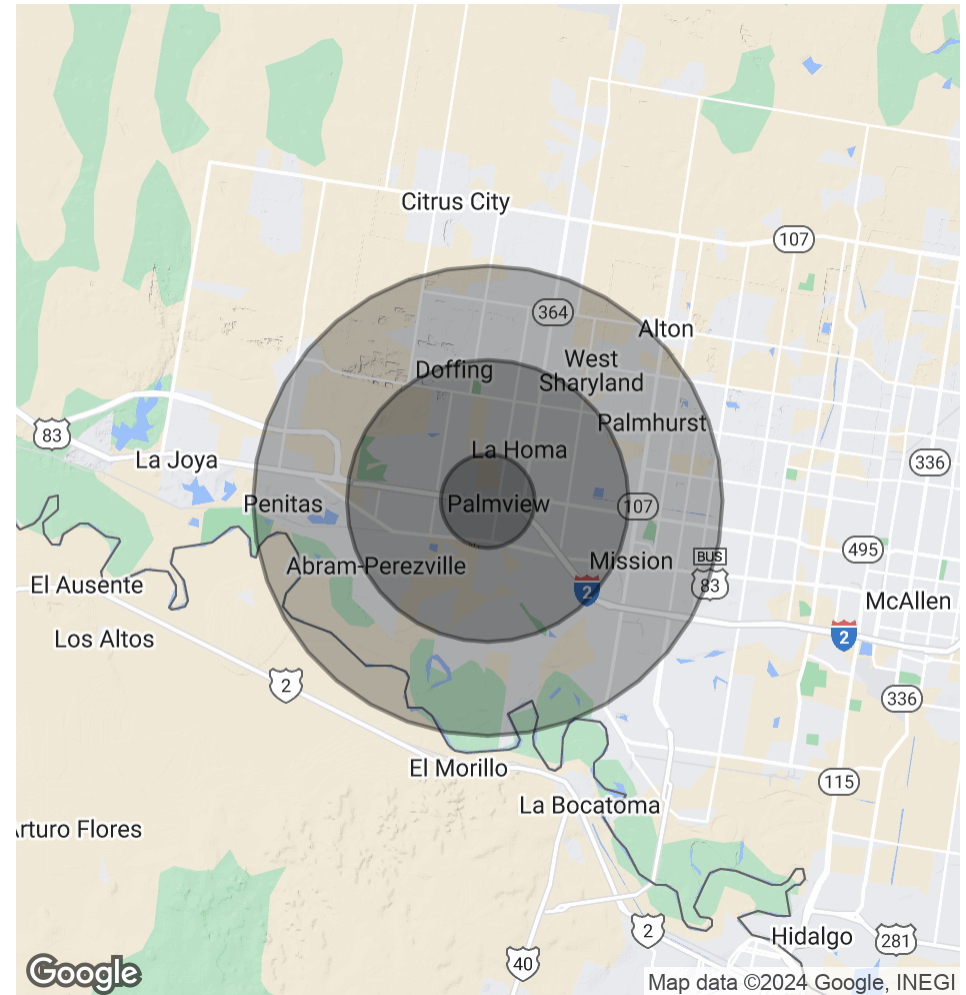 Citrus City
107
364
Alton
West
Sharyland
Doffing
Palmhurst
83
La Homa
La Joya
336
Penitas
Palmview
107
495
BUS
83
Mission
Abram-Perezville
El Ausente
2
McAllen
Los Altos
2
2
336
El Morillo
115
La Bocatoma
Arturo Flores
2
Hidalgo
281
40
Google
Map data ©2024 Google, INEGI